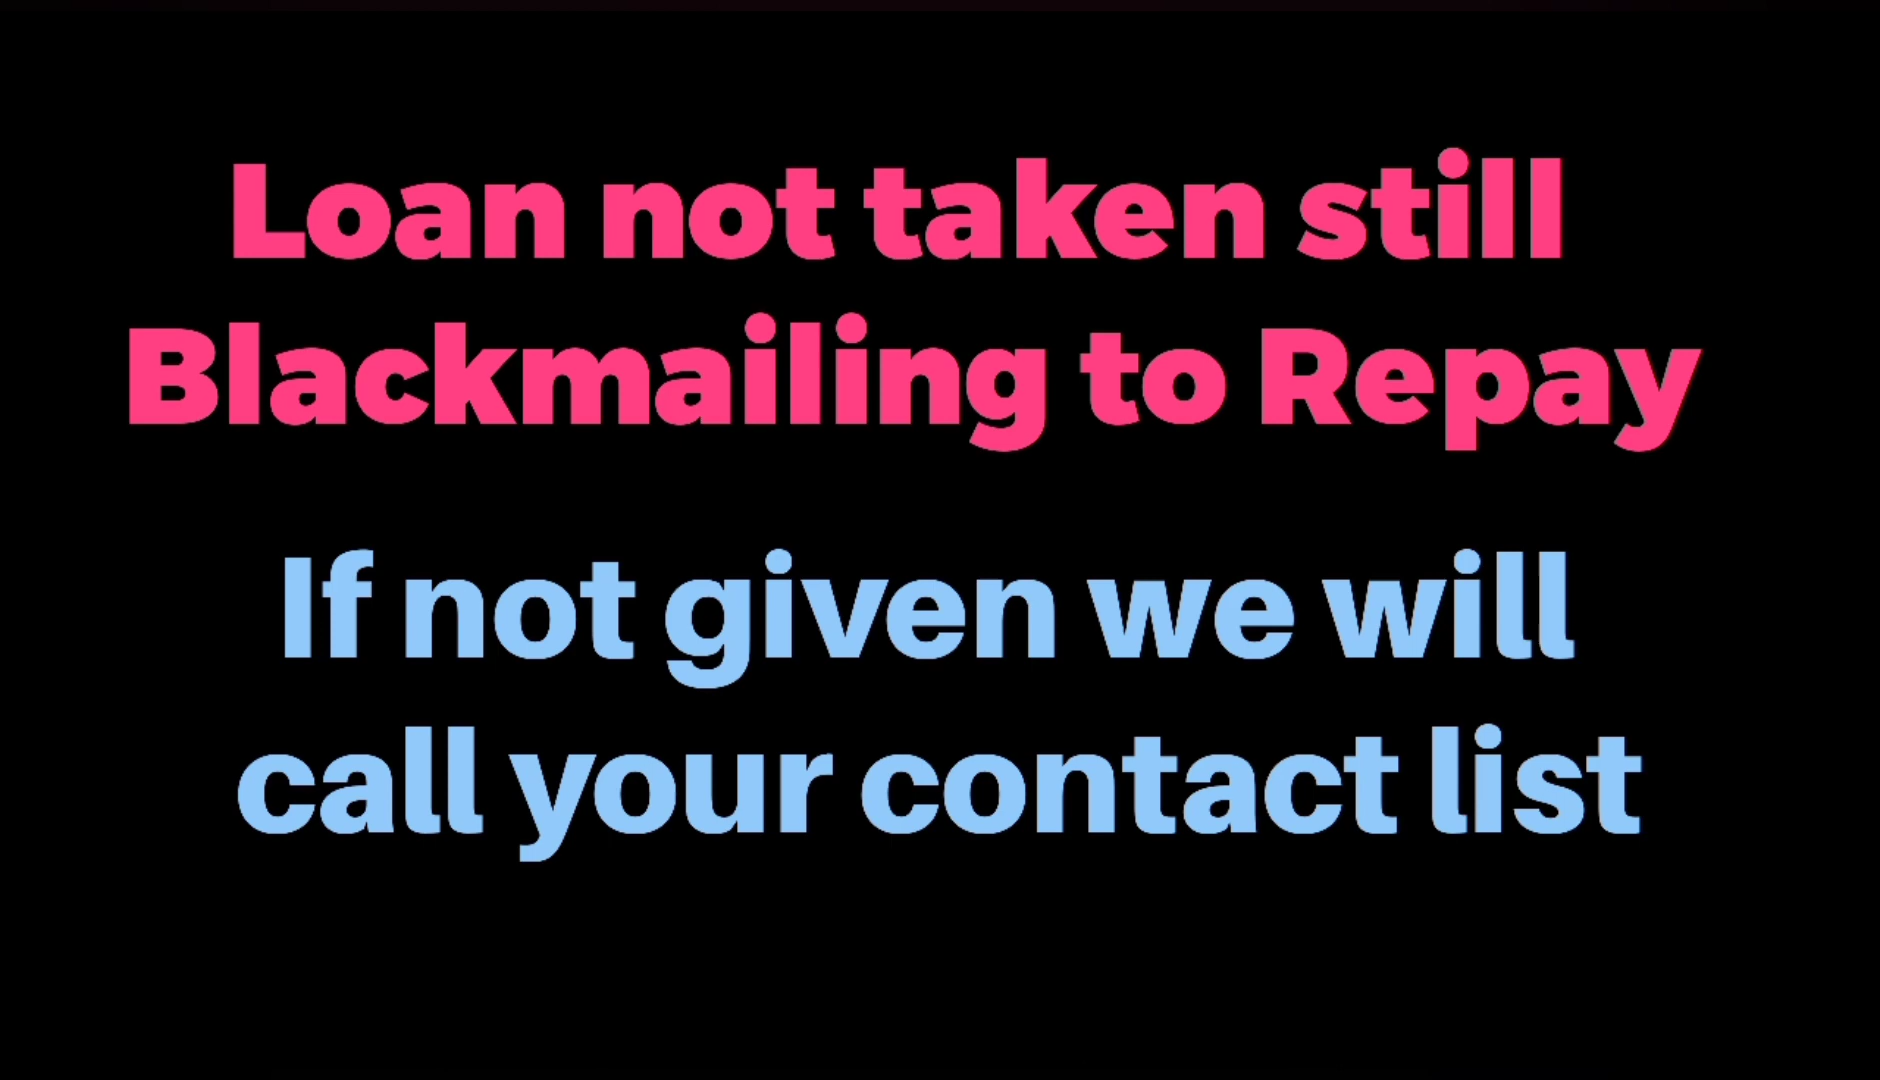 Loan not taken still
Blackmailing to Repay
If not given we will
call your contact list